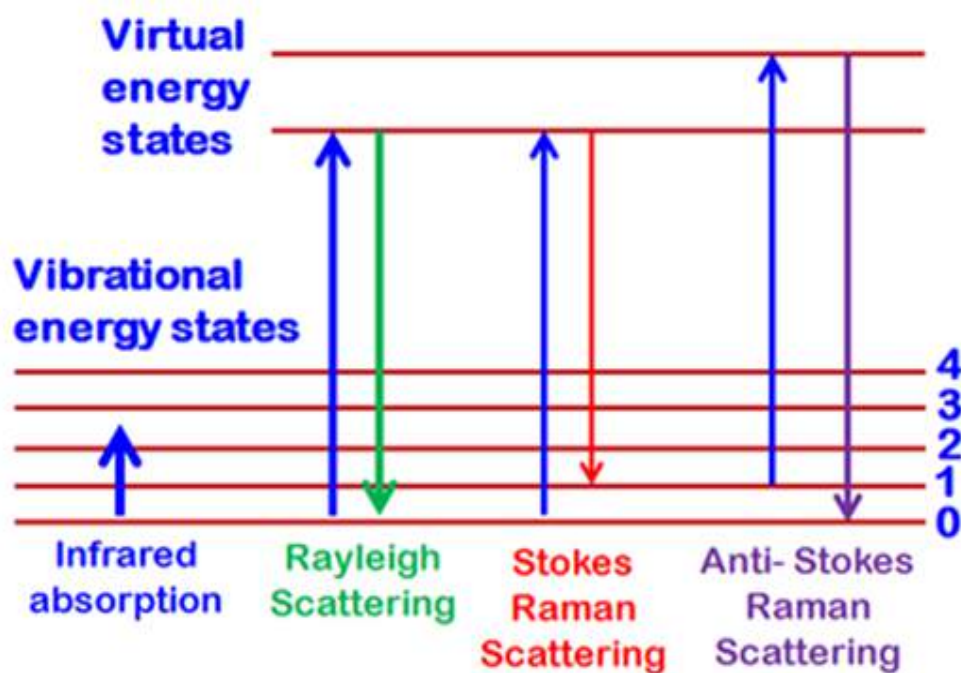 Virtual
energy
states
Vibrational
energy states
4
3
2
1
0
Infrared
absorption
Rayleigh
Scattering
Stokes
Raman
Scattering
Anti- Stokes
Raman
Scattering